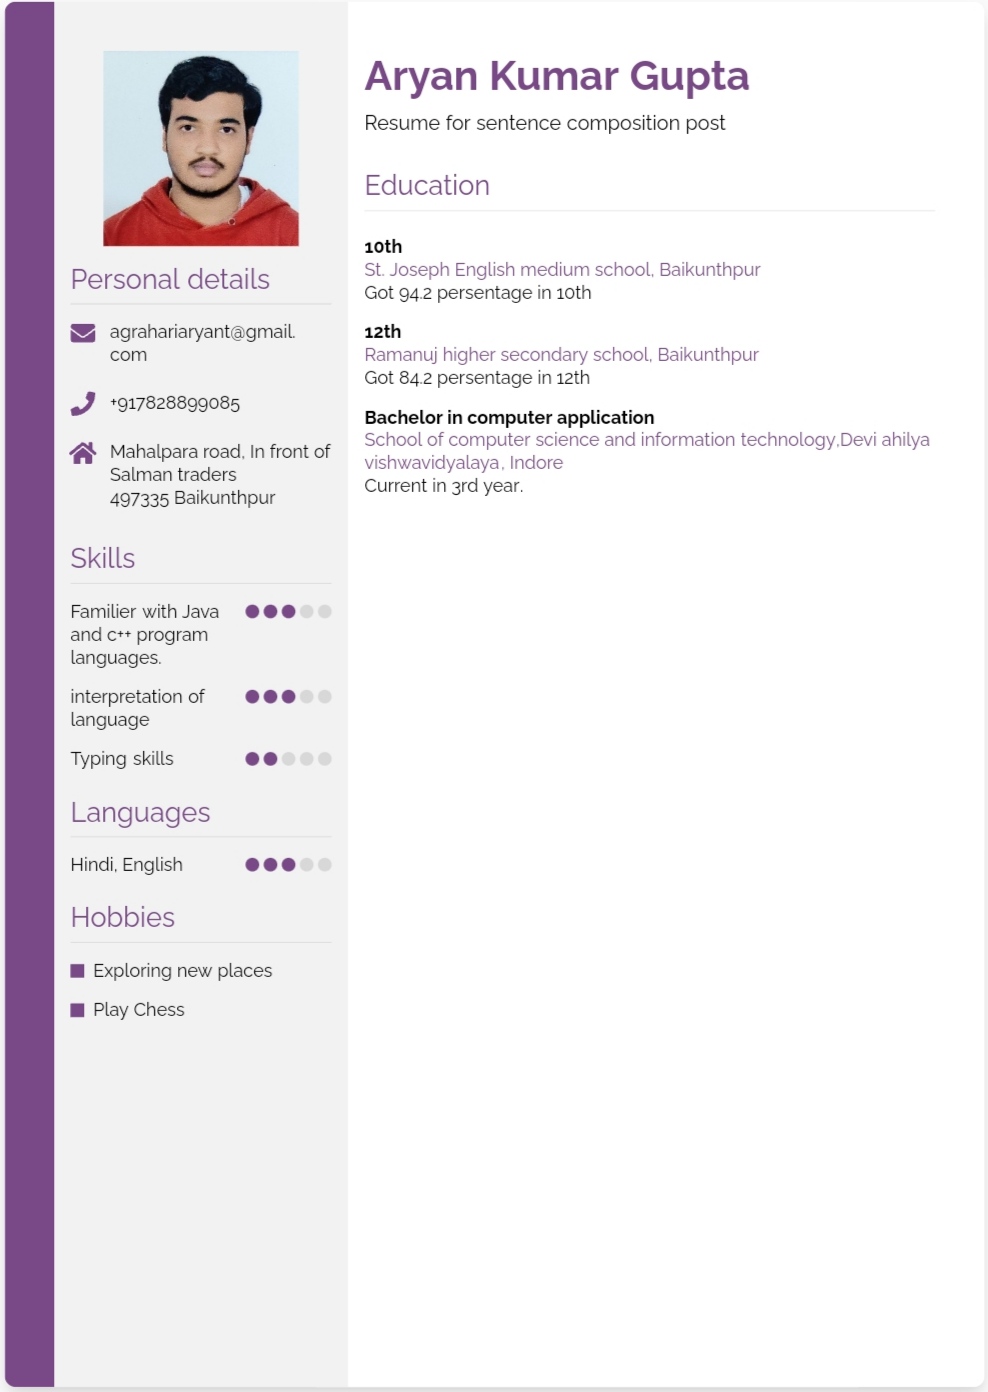 Aryan Kumar Gupta
Resume for sentence composition post
Education
10th
St. Joseph English medium school, Baikunthpur
Got 94.2 persentage in 10th
12th
Ramanuj higher secondary school, Baikunthpur
Got 84.2 persentage in 12th
Bachelor in computer application
School of computer science and information technology,Devi ahilya
vishwavidyalaya, Indore
Current in 3rd year.
Personal details
agrahariaryant@gmail.
com
+917828899085
Mahalpara road, In front of
Salman traders
497335 Baikunthpur
Skills
Familier with Java
and c++ program
languages.
interpretation of
language
Typing skills
Languages
Hindi, English
Hobbies
Exploring new places
Play Chess